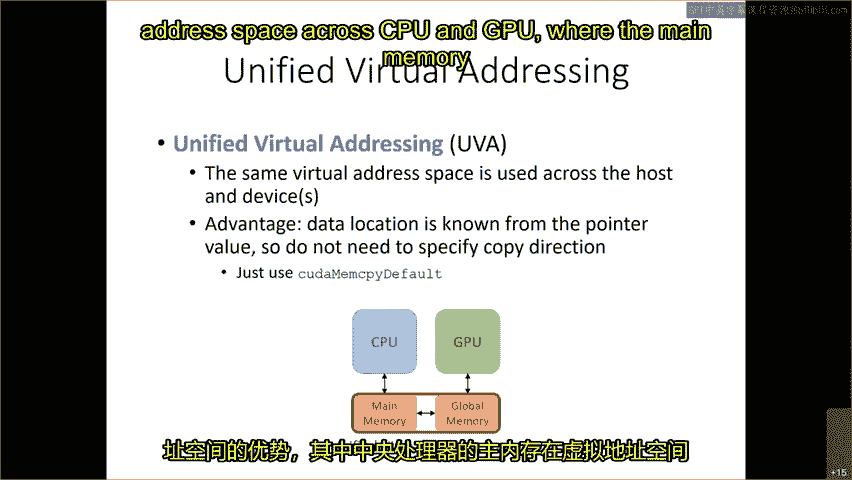 address space across CPU and GPU, where the main
memory
Unified Virtual Addressing
• Unified Virtual Addressing (UVA)
• The same virtual address space is used across the host
and device(s)
• Advantage: data location is known from the pointer
value, so do not need to specify copy direction
• Just use cudaMemcpyDefault
CPU
GPU
Main
Memory
Global
Memory
址空间的优势，其中中央处理器的主内存在虚拟地址空间
+15